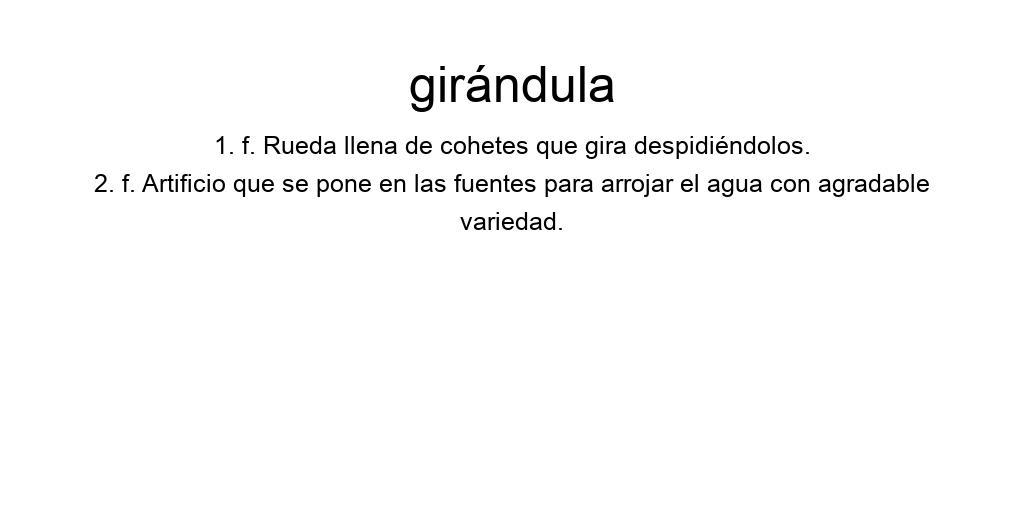 girándula
1. f. Rueda llena de cohetes que gira despidiéndolos.
2. f. Artificio que se pone en las fuentes para arrojar el agua con agradable
variedad.